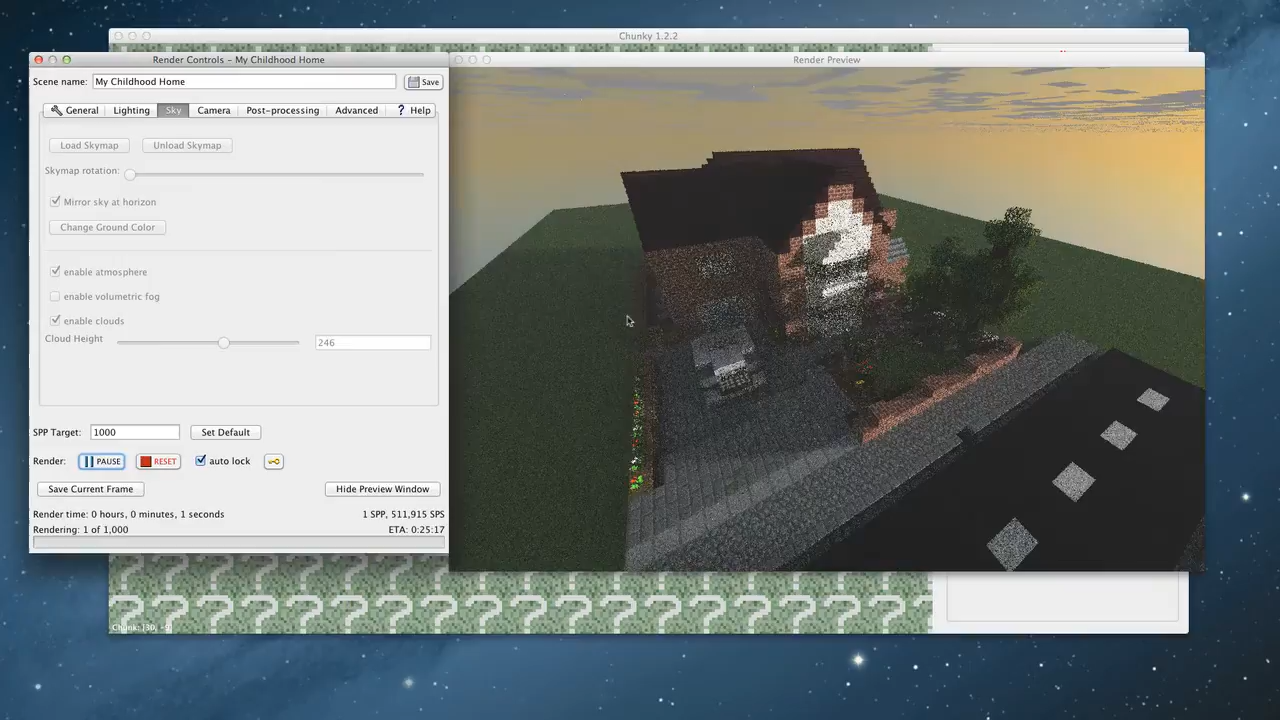 Chunky 1.2.2
Render Controls - My Childhood Home
Render Preview
Scene name: My Childhood Home Save
General Lighting Sky Camera Post-processing Advanced ? Help
Load Skymap Unload Skymap
Skymap rotation:
Mirror sky at horizon
Change Ground Color
enable atmosphere
enable volumetric fog
enable clouds
Cloud Height 246
SPP Target: 1000 Set Default
Render: PAUSE RESET auto lock
Save Current Frame Hide Preview Window
Render time: 0 hours, 0 minutes, 1 seconds 1 SPP, 511,915 SPS
Rendering: 1 of 1,000 ETA: 0:25:17
Chunk: [30, -9]